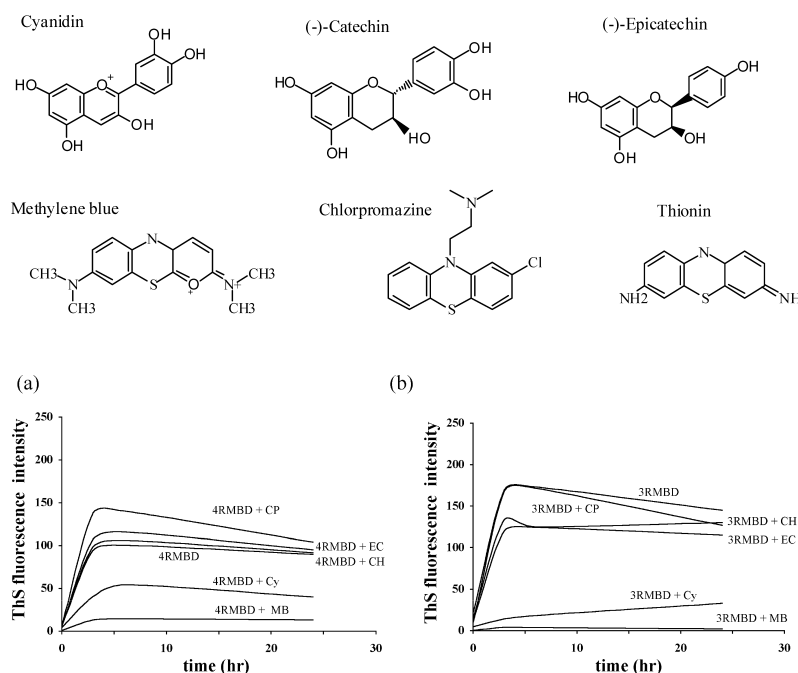 Cyanidin
(-)-Catechin
(-)-Epicatechin
OH
OH
HO
O
+
OH
OH
HO
O
OH
OH
HO
OH
HO
O
OH
OH
OH
Methylene blue
Chlorpromazine
Thionin
N
CH3
N
CH3
S
O
+
N
+
CH3
CH3
N
N
Cl
S
N
NH2
S
NH
(a)
(b)
ThS fluorescence intensity
250
200
150
100
50
0
4RMBD + CP
4RMBD + EC
4RMBD + CH
4RMBD
4RMBD + Cy
4RMBD + MB
0
10
20
30
time (hr)
ThS fluorescence intensity
250
200
150
100
50
0
3RMBD
3RMBD + CP
3RMBD + CH
3RMBD + EC
3RMBD + Cy
3RMBD + MB
0
10
20
30
time (hr)